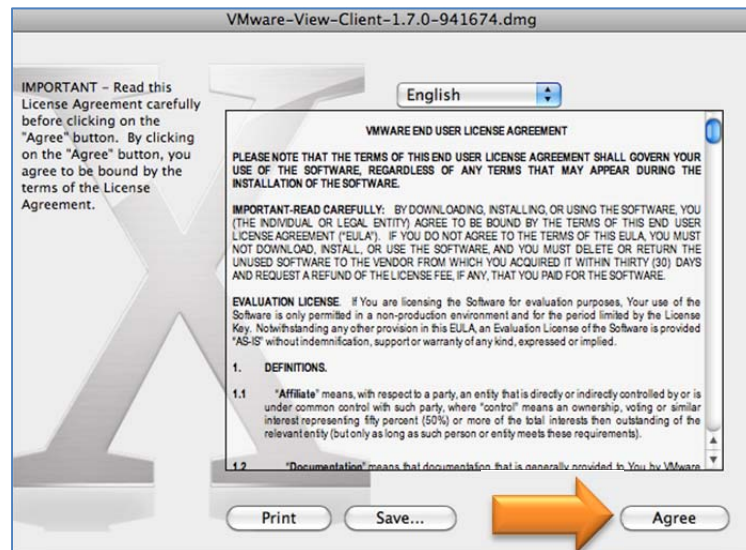 VMware-View-Client-1.7.0-941674.dmg
IMPORTANT – Read this
License Agreement carefully
before clicking on the
"Agree" button. By clicking
on the "Agree" button, you
agree to be bound by the
terms of the License
Agreement.
English
VMWARE END USER LICENSE AGREEMENT
PLEASE NOTE THAT THE TERMS OF THIS END USER LICENSE AGREEMENT SHALL GOVERN YOUR
USE OF THE SOFTWARE, REGARDLESS OF ANY TERMS THAT MAY APPEAR DURING THE
INSTALLATION OF THE SOFTWARE.
IMPORTANT-READ CAREFULLY: BY DOWNLOADING, INSTALLING, OR USING THE SOFTWARE, YOU
(THE INDIVIDUAL OR LEGAL ENTITY) AGREE TO BE BOUND BY THE TERMS OF THIS END USER
LICENSE AGREEMENT ("EULA"). IF YOU DO NOT AGREE TO THE TERMS OF THIS EULA, YOU MUST
NOT DOWNLOAD, INSTALL, OR USE THE SOFTWARE, AND YOU MUST DELETE OR RETURN THE
UNUSED SOFTWARE TO THE VENDOR FROM WHICH YOU ACQUIRED IT WITHIN THIRTY (30) DAYS
AND REQUEST A REFUND OF THE LICENSE FEE, IF ANY, THAT YOU PAID FOR THE SOFTWARE.
EVALUATION LICENSE. If You are licensing the Software for evaluation purposes, Your use of the
Software is only permitted in a non-production environment and for the period limited by the License
Key. Notwithstanding any other provision in this EULA, an Evaluation License of the Software is provided
"AS-IS" without indemnification, support or warranty of any kind, expressed or implied.
1. DEFINITIONS.
1.1 "Affiliate" means, with respect to a party, an entity that is directly or indirectly controlled by or is
under common control with such party, where "control" means an ownership, voting or similar
interest representing fifty percent (50%) or more of the total interests then outstanding of the
relevant entity (but only as long as such person or entity meets these requirements).
1.2 "Documentation" means that documentation that is generally provided to You by VMware
Print
Save...
Agree